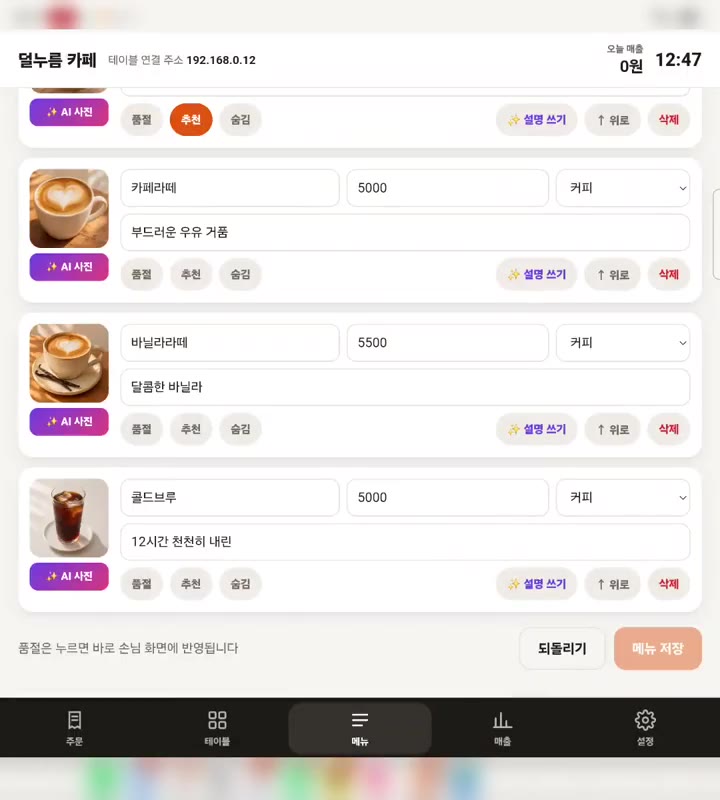 덜누름 카페 테이블 연결 주소 192.168.0.12
오늘 매출
0원
12:47
✨ AI 사진
품절 추천 숨김 ✨ 설명 쓰기 ↑ 위로 삭제
카페라떼 5000 커피
부드러운 우유 거품
✨ AI 사진
품절 추천 숨김 ✨ 설명 쓰기 ↑ 위로 삭제
바닐라라떼 5500 커피
달콤한 바닐라
✨ AI 사진
품절 추천 숨김 ✨ 설명 쓰기 ↑ 위로 삭제
콜드브루 5000 커피
12시간 천천히 내린
✨ AI 사진
품절 추천 숨김 ✨ 설명 쓰기 ↑ 위로 삭제
품절은 누르면 바로 손님 화면에 반영됩니다 되돌리기 메뉴 저장
주문 테이블 메뉴 매출 설정